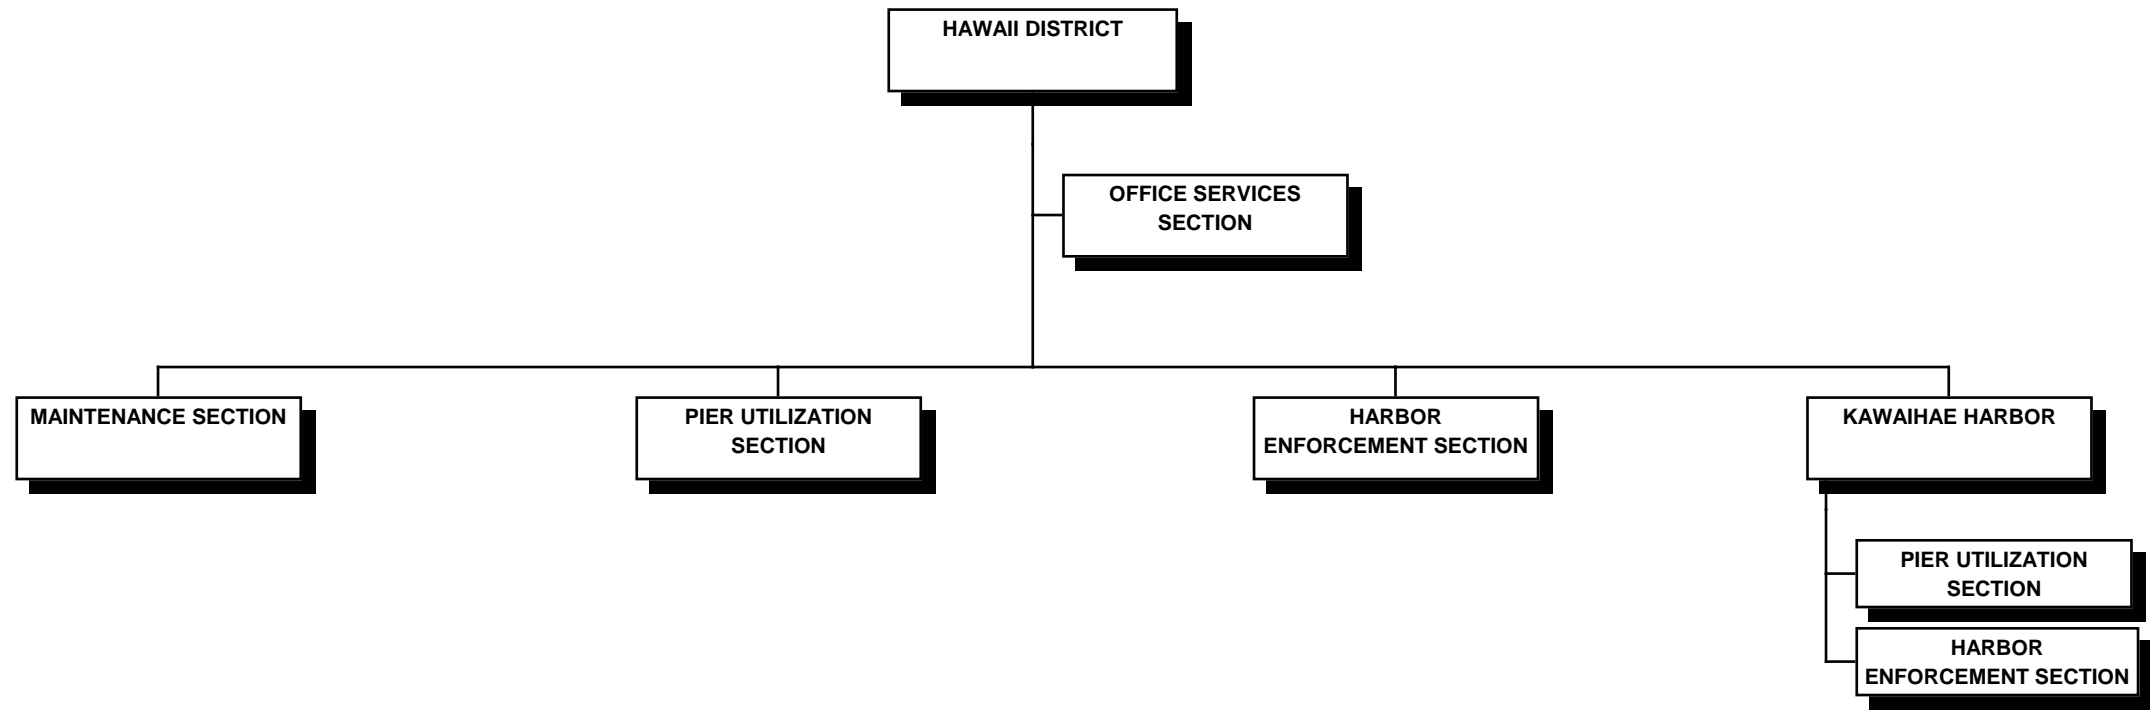 HAWAII DISTRICT
OFFICE SERVICES
SECTION
MAINTENANCE SECTION
PIER UTILIZATION
SECTION
HARBOR
ENFORCEMENT SECTION
KAWAIHAE HARBOR
PIER UTILIZATION
SECTION
HARBOR
ENFORCEMENT SECTION